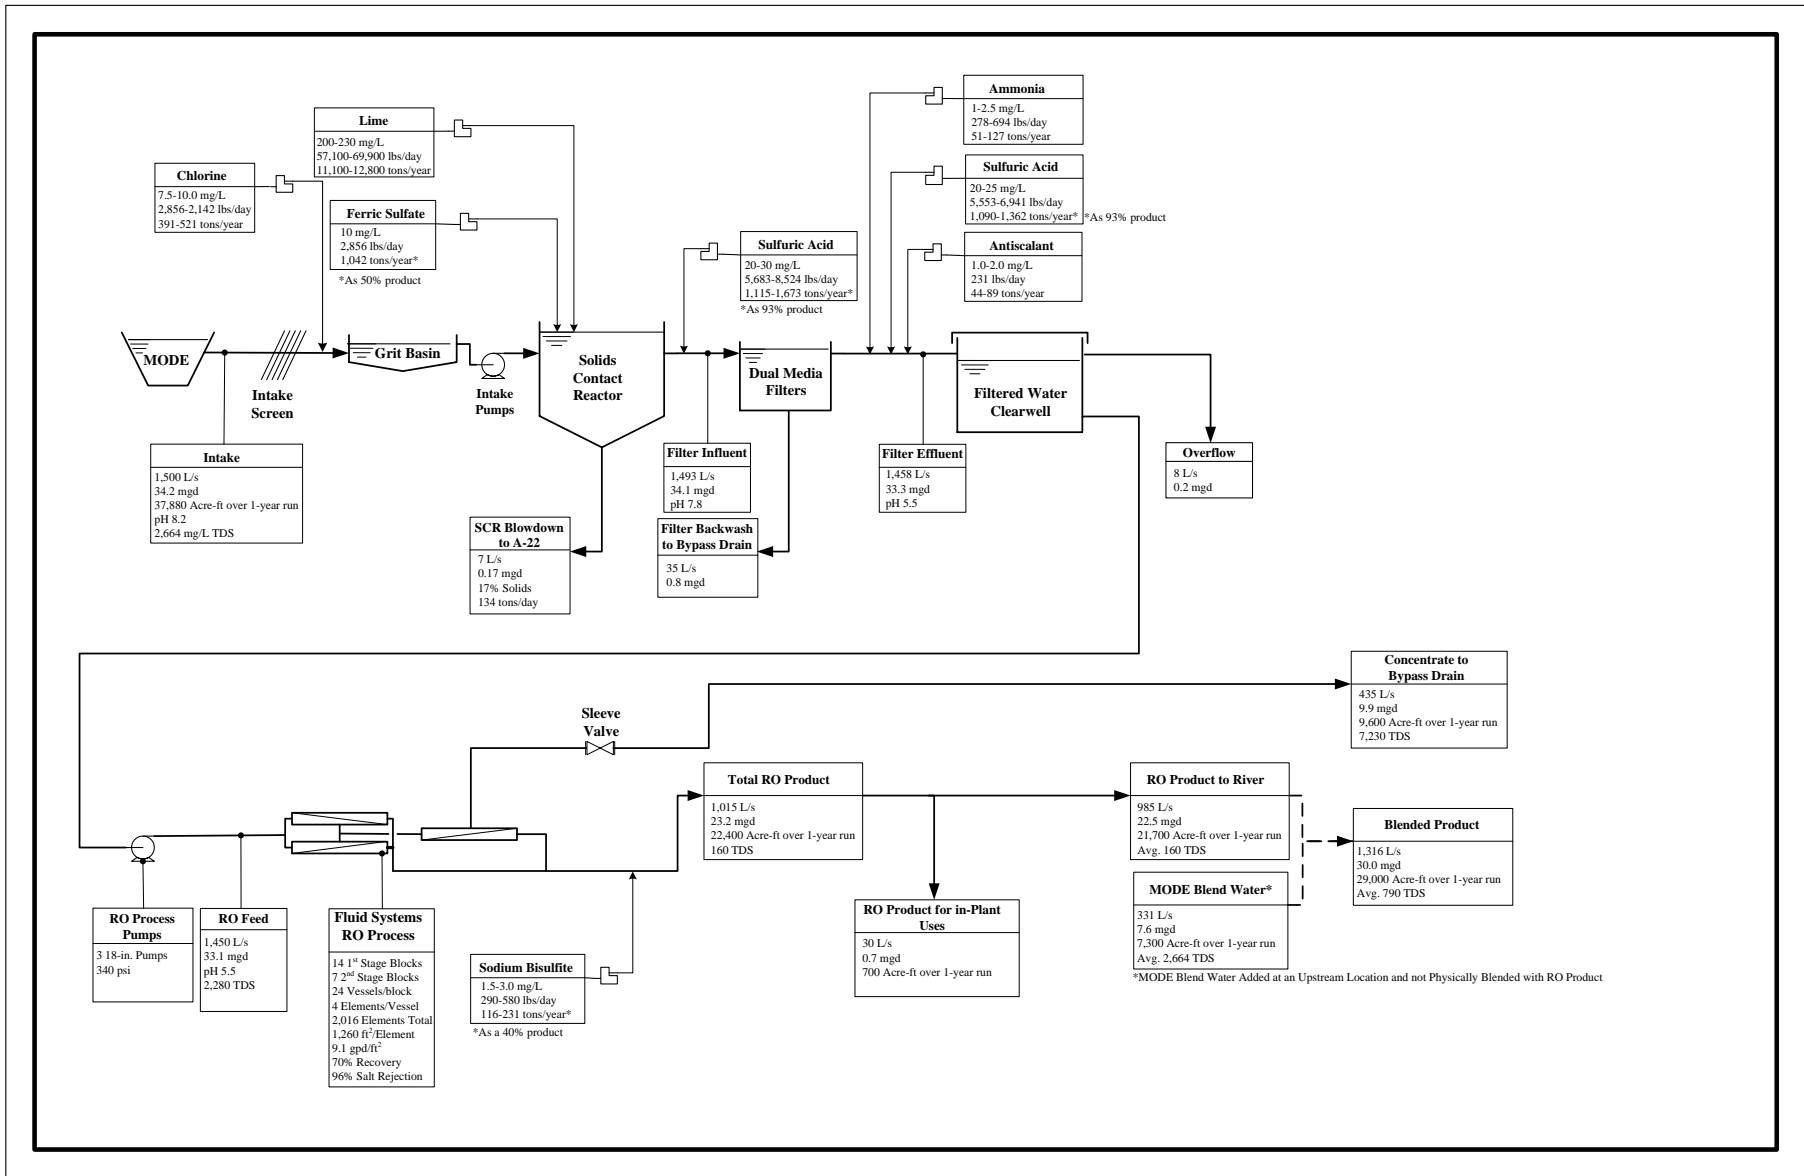 Ammonia
1-2.5 mg/L
278-694 lbs/day
51-127 tons/year
Lime
200-230 mg/L
57,100-69,900 lbs/day
11,100-12,800 tons/year
Chlorine
7.5-10.0 mg/L
2,856-2,142 lbs/day
391-521 tons/year
Sulfuric Acid
20-25 mg/L
5,553-6,941 lbs/day
1,090-1,362 tons/year*
*As 93% product
Ferric Sulfate
10 mg/L
2,856 lbs/day
1,042 tons/year*
*As 50% product
Sulfuric Acid
20-30 mg/L
5,683-8,524 lbs/day
1,115-1,673 tons/year*
*As 93% product
Antiscalant
1.0-2.0 mg/L
231 lbs/day
44-89 tons/year
MODE
Intake
Screen
Grit Basin
Intake
Pumps
Solids
Contact
Reactor
Dual Media
Filters
Filtered Water
Clearwell
Intake
1,500 L/s
34.2 mgd
37,880 Acre-ft over 1-year run
pH 8.2
2,664 mg/L TDS
Filter Influent
1,493 L/s
34.1 mgd
pH 7.8
Filter Effluent
1,458 L/s
33.3 mgd
pH 5.5
Overflow
8 L/s
0.2 mgd
SCR Blowdown
to A-22
7 L/s
0.17 mgd
17% Solids
134 tons/day
Filter Backwash
to Bypass Drain
35 L/s
0.8 mgd
Concentrate to
Bypass Drain
435 L/s
9.9 mgd
9,600 Acre-ft over 1-year run
7,230 TDS
Sleeve
Valve
Total RO Product
1,015 L/s
23.2 mgd
22,400 Acre-ft over 1-year run
160 TDS
RO Product to River
985 L/s
22.5 mgd
21,700 Acre-ft over 1-year run
Avg. 160 TDS
Blended Product
1,316 L/s
30.0 mgd
29,000 Acre-ft over 1-year run
Avg. 790 TDS
MODE Blend Water*
331 L/s
7.6 mgd
7,300 Acre-ft over 1-year run
Avg. 2,664 TDS
*MODE Blend Water Added at an Upstream Location and not Physically Blended with RO Product
RO Product for in-Plant
Uses
30 L/s
0.7 mgd
700 Acre-ft over 1-year run
RO Process
Pumps
3 18-in. Pumps
340 psi
RO Feed
1,450 L/s
33.1 mgd
pH 5.5
2,280 TDS
Fluid Systems
RO Process
14 1st Stage Blocks
7 2nd Stage Blocks
24 Vessels/block
4 Elements/Vessel
2,016 Elements Total
1,260 ft2/Element
9.1 gpd/ft2
70% Recovery
96% Salt Rejection
Sodium Bisulfite
1.5-3.0 mg/L
290-580 lbs/day
116-231 tons/year*
*As a 40% product